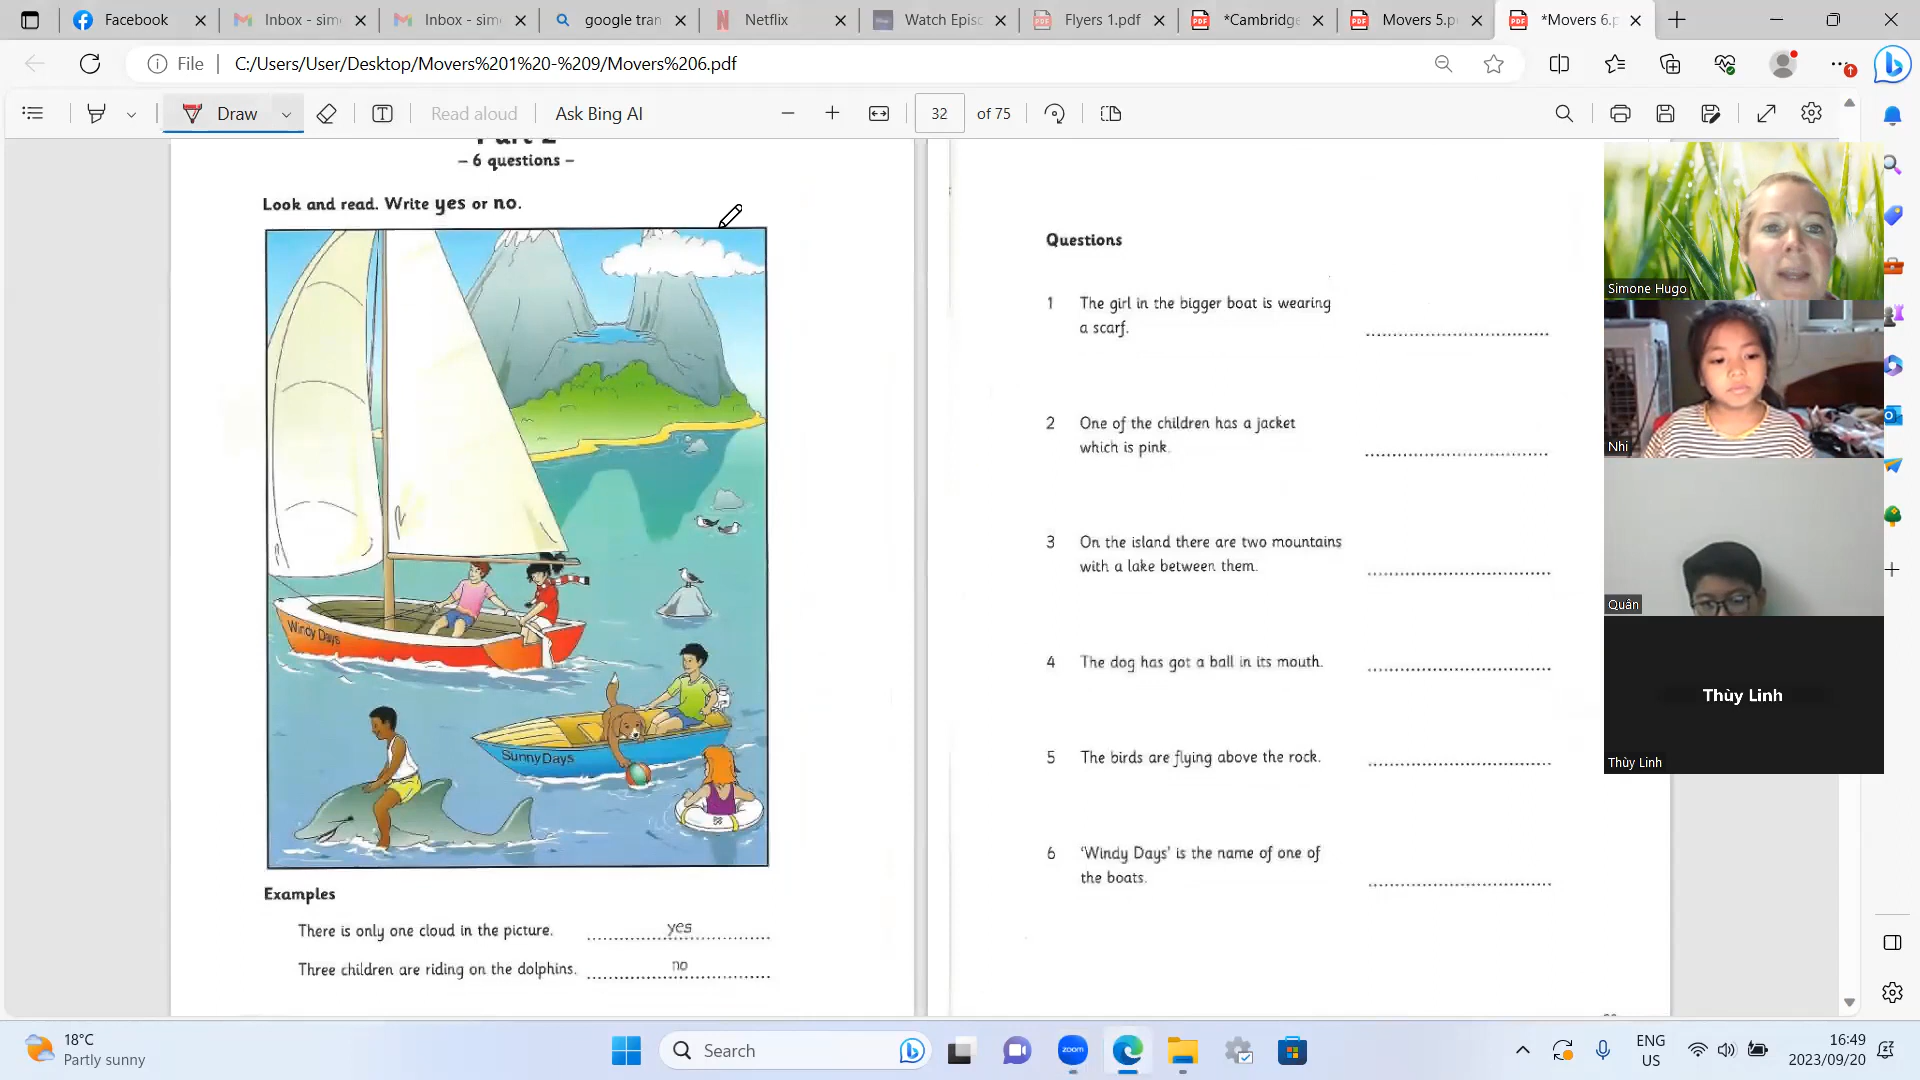 Facebook
Inbox - sim
Inbox - sim
google tran
Netflix
Watch Epis
Flyers 1.pdf
*Cambridge
Movers 5.p
*Movers 6.p
File
C:/Users/User/Desktop/Movers%201%20-%209/Movers%206.pdf
Draw
Read aloud
Ask Bing AI
32
of 75
Part 2
– 6 questions –
Look and read. Write yes or no.
Windy Days
Sunny Days
Examples
There is only one cloud in the picture. yes
Three children are riding on the dolphins. no
Questions
1 The girl in the bigger boat is wearing
a scarf.
2 One of the children has a jacket
which is pink.
3 On the island there are two mountains
with a lake between them.
4 The dog has got a ball in its mouth.
5 The birds are flying above the rock.
6 'Windy Days' is the name of one of
the boats.
Simone Hugo
Nhi
Quân
Thùy Linh
Thùy Linh
18°C
Partly sunny
Search
zoom
ENG
US
16:49
2023/09/20